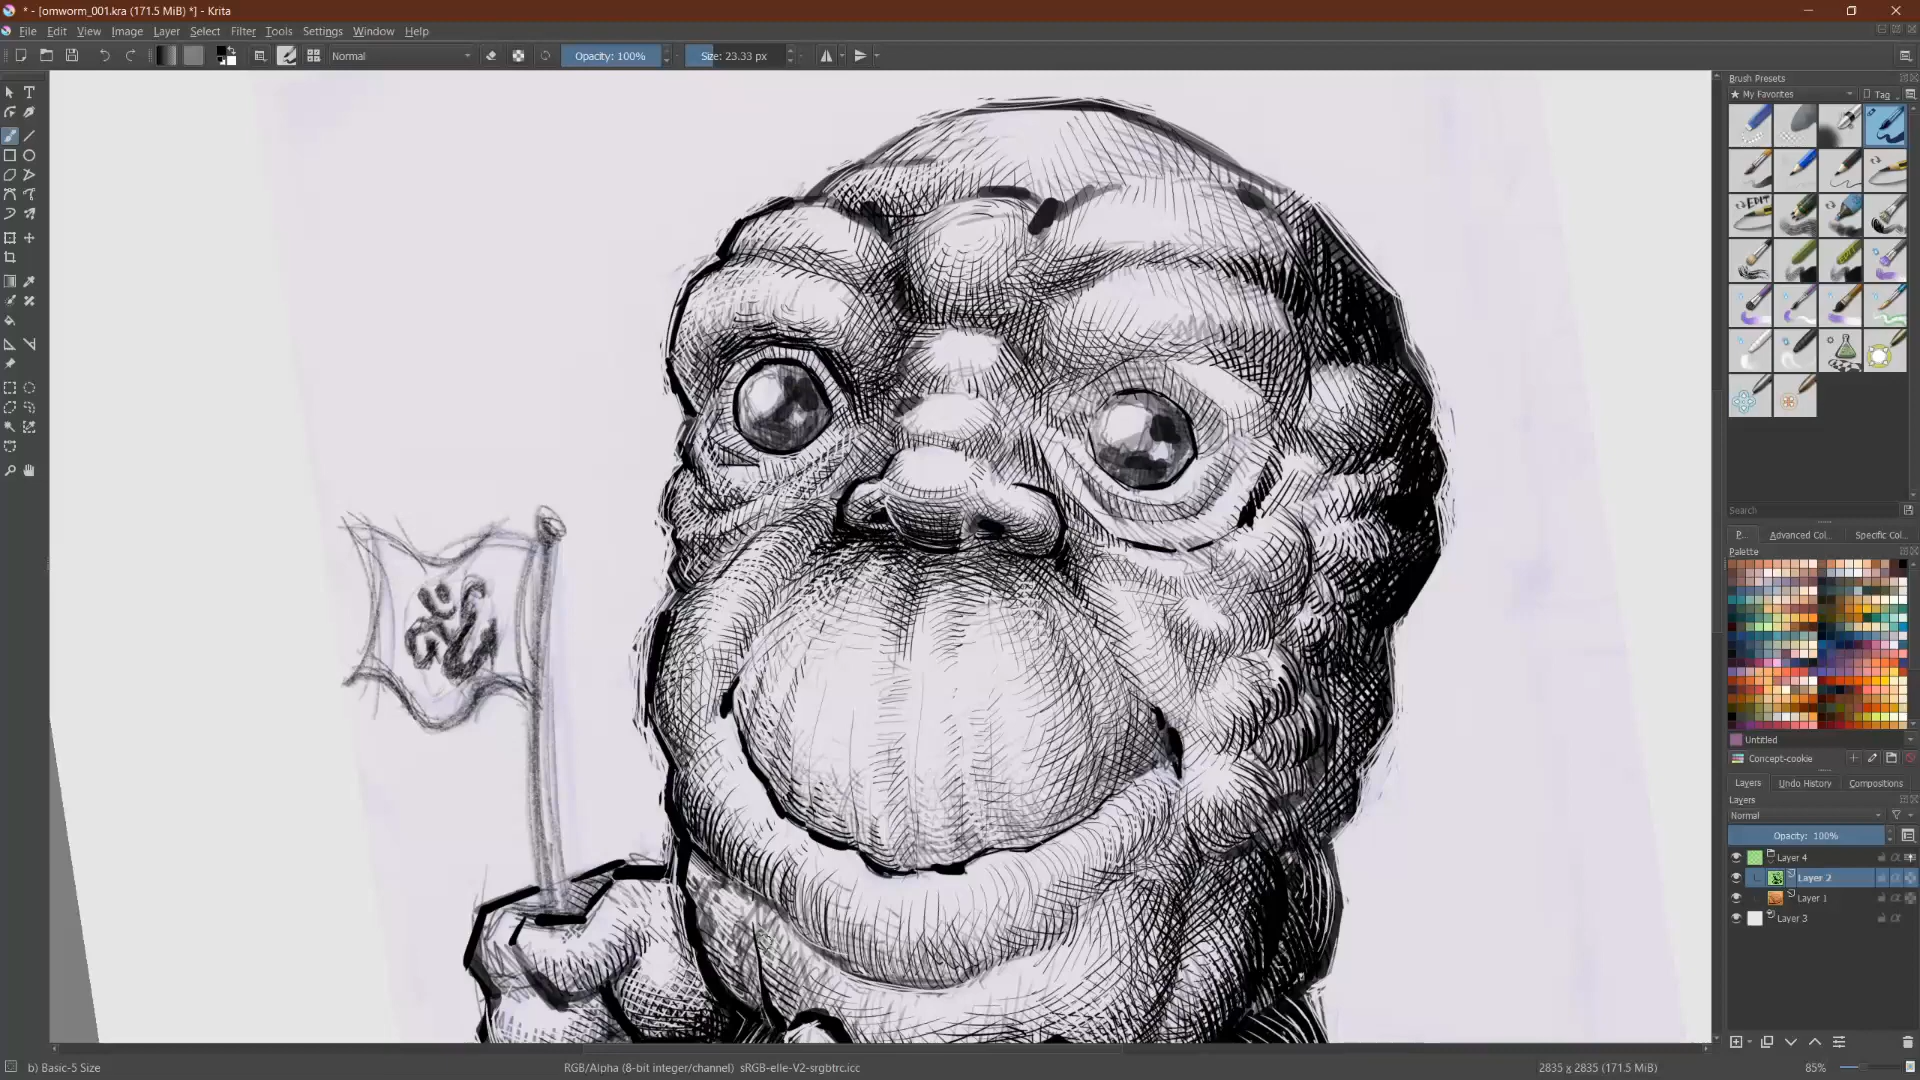 * - [omworm_001.kra (171.5 MiB) *] - Krita
File Edit View Image Layer Select Filter Tools Settings Window Help
Normal
Opacity: 100%
Size: 23.33 px
Brush Presets
★ My Favorites
Tag
EDIT
Search
P...
Advanced Col...
Specific Col...
Palette
Untitled
Concept-cookie
Layers Undo History Compositions
Layers
Normal
Opacity: 100%
Layer 4
Layer 2
Layer 1
Layer 3
b) Basic-5 Size
RGB/Alpha (8-bit integer/channel) sRGB-elle-V2-srgbtrc.icc
2835 x 2835 (171.5 MiB)
85%